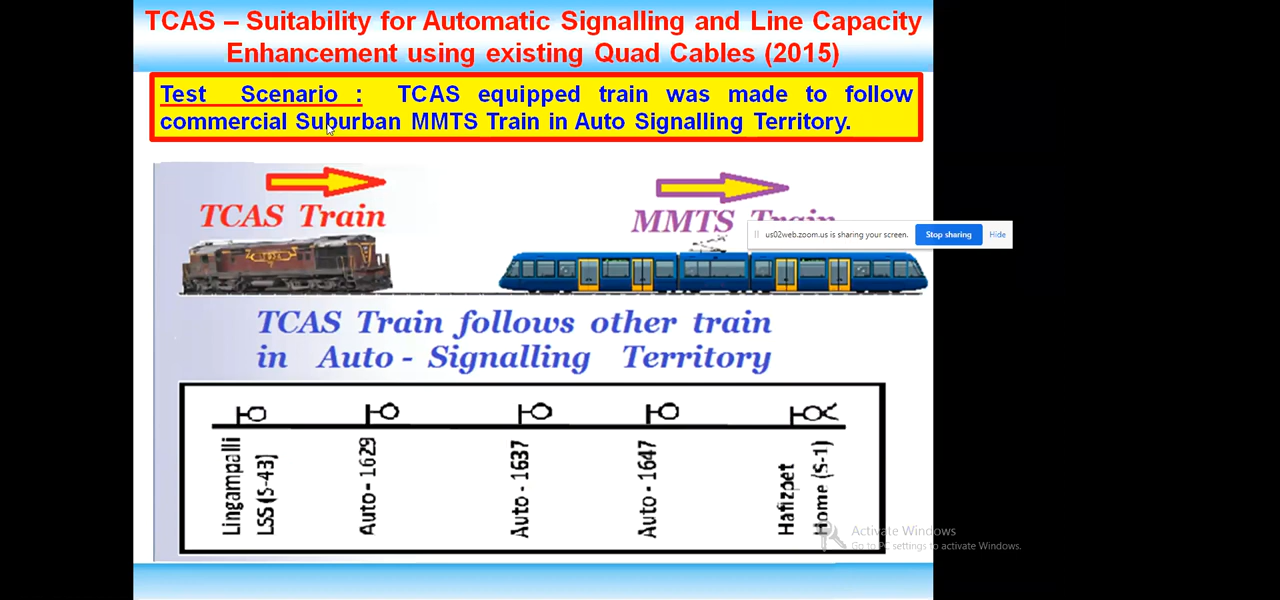 TCAS – Suitability for Automatic Signalling and Line Capacity
Enhancement using existing Quad Cables (2015)
Test Scenario : TCAS equipped train was made to follow
commercial Suburban MMTS Train in Auto Signalling Territory.
TCAS Train
MMTS Train
us02web.zoom.us is sharing your screen.
Stop sharing
Hide
TCAS Train follows other train
in Auto - Signalling Territory
Lingampalli
LSS (S-43)
Auto - 1629
Auto - 1637
Auto - 1647
Hafizpet
Home (S-1)
Activate Windows
Go to PC settings to activate Windows.